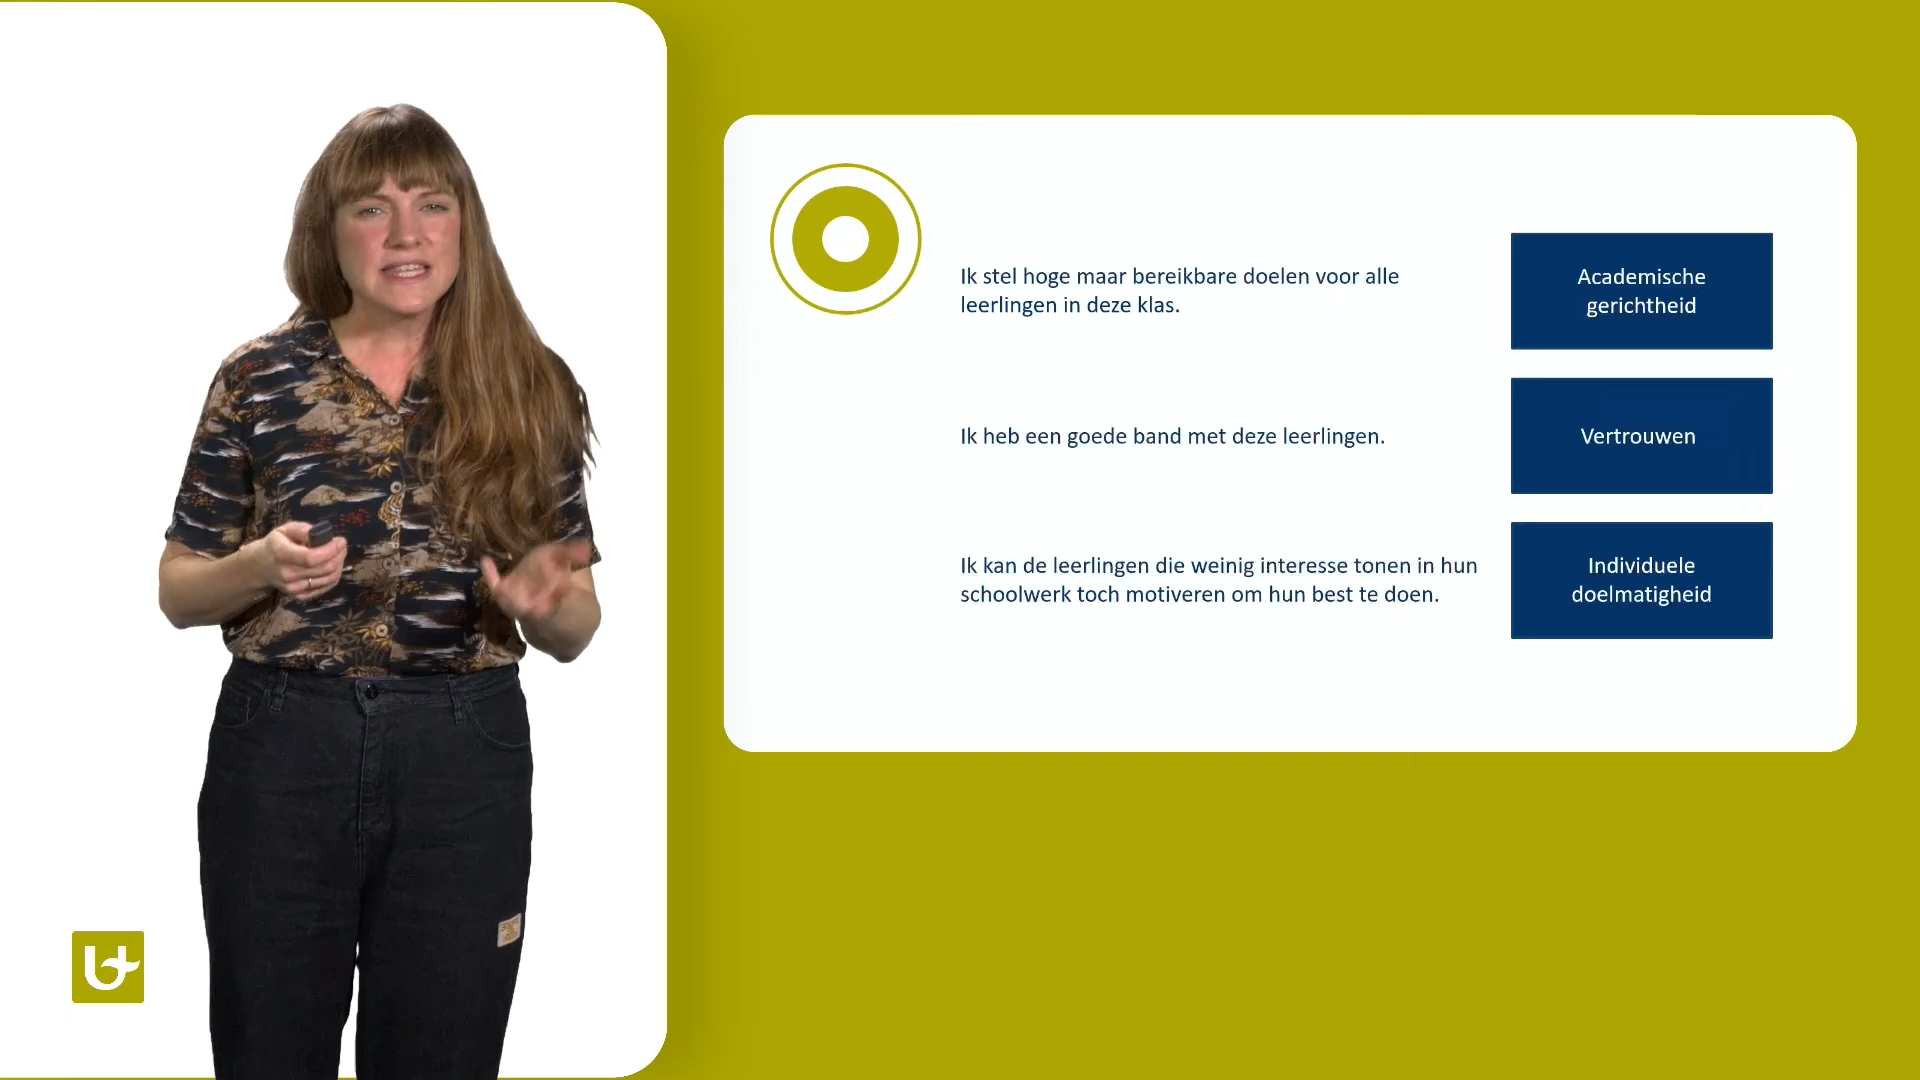 Ik stel hoge maar bereikbare doelen voor alle
leerlingen in deze klas.
Academische
gerichtheid
Ik heb een goede band met deze leerlingen.
Vertrouwen
Ik kan de leerlingen die weinig interesse tonen in hun
schoolwerk toch motiveren om hun best te doen.
Individuele
doelmatigheid